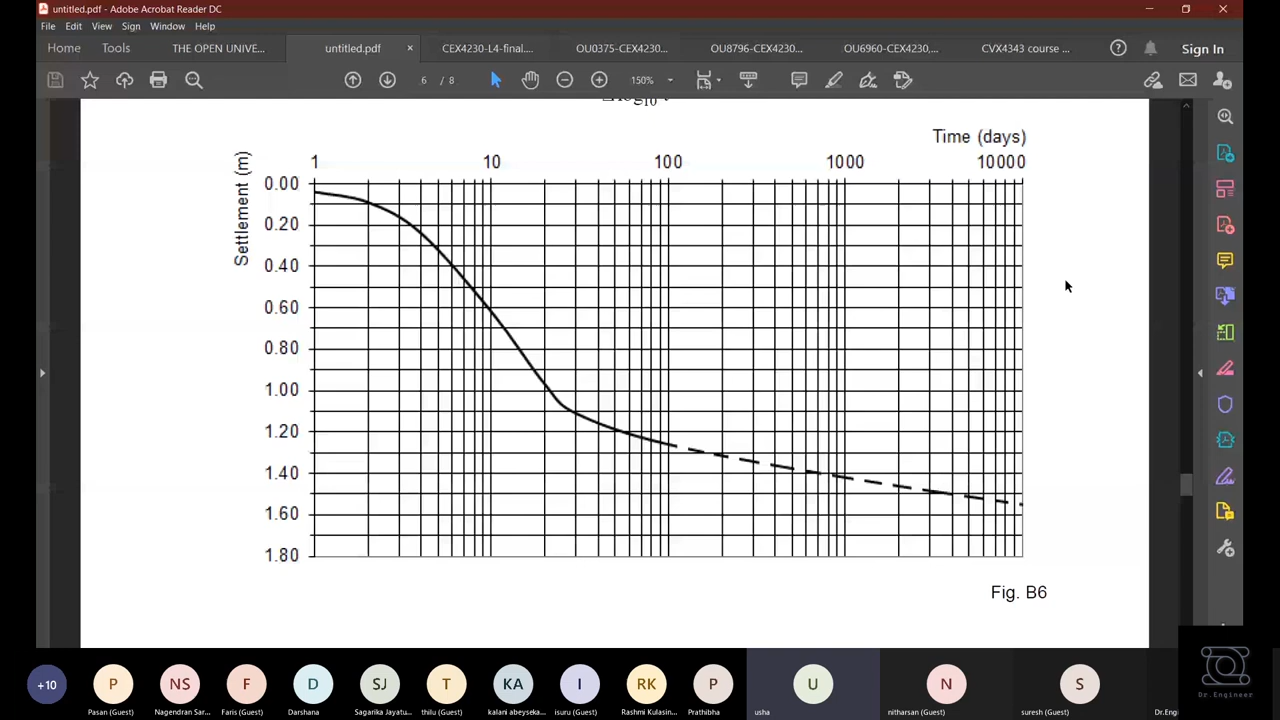 untitled.pdf - Adobe Acrobat Reader DC
File Edit View Sign Window Help
Home Tools THE OPEN UNIVE... untitled.pdf × CEX4230-L4-final.... OU0375-CEX4230... OU8796-CEX4230... OU6960-CEX4230,... CVX4343 course ... Sign In
6 / 8 150%
Time (days)
1 10 100 1000 10000
Settlement (m)
0.00
0.20
0.40
0.60
0.80
1.00
1.20
1.40
1.60
1.80
Fig. B6
+10 P NS F D SJ T KA I RK P U N S
Pasan (Guest) Nagendran Sar... Faris (Guest) Darshana Sagarika Jayatu... thilu (Guest) kalani abeyseka... isuru (Guest) Rashmi Kulasin... Prathibha usha nitharsan (Guest) suresh (Guest) Dr.Eng
Dr.Engineer